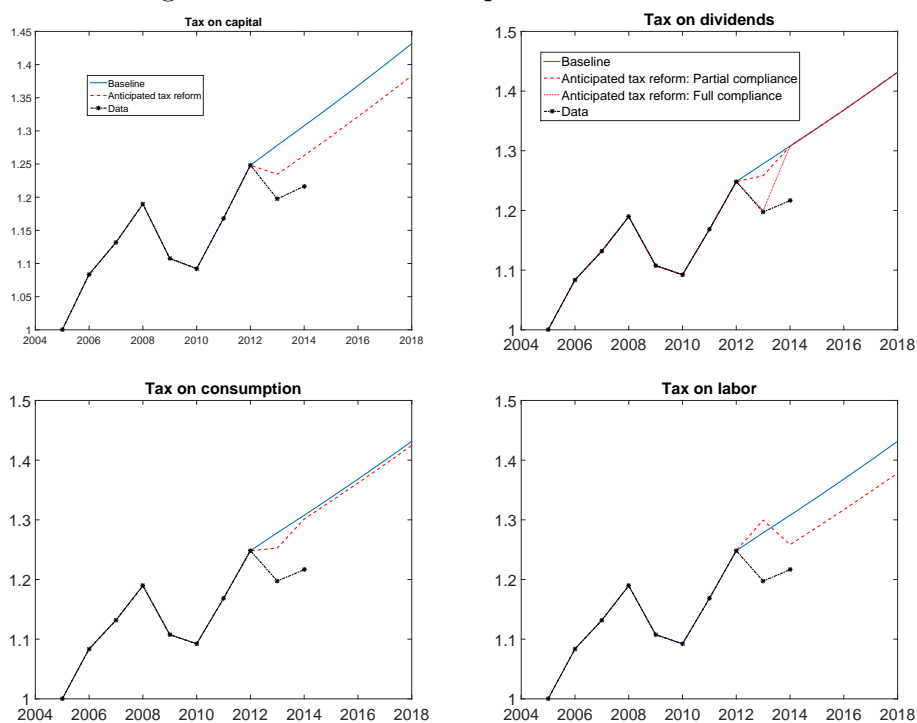 Tax on capital
1.45
1.4
1.35
1.3
1.25
1.2
1.15
1.1
1.05
1
2004 2006 2008 2010 2012 2014 2016 2018
Baseline
Anticipated tax reform
Data
Tax on dividends
1.5
1.4
1.3
1.2
1.1
1
2004 2006 2008 2010 2012 2014 2016 2018
Baseline
Anticipated tax reform: Partial compliance
Anticipated tax reform: Full compliance
Data
Tax on consumption
1.5
1.4
1.3
1.2
1.1
1
2004 2006 2008 2010 2012 2014 2016 2018
Tax on labor
1.5
1.4
1.3
1.2
1.1
1
2004 2006 2008 2010 2012 2014 2016 2018